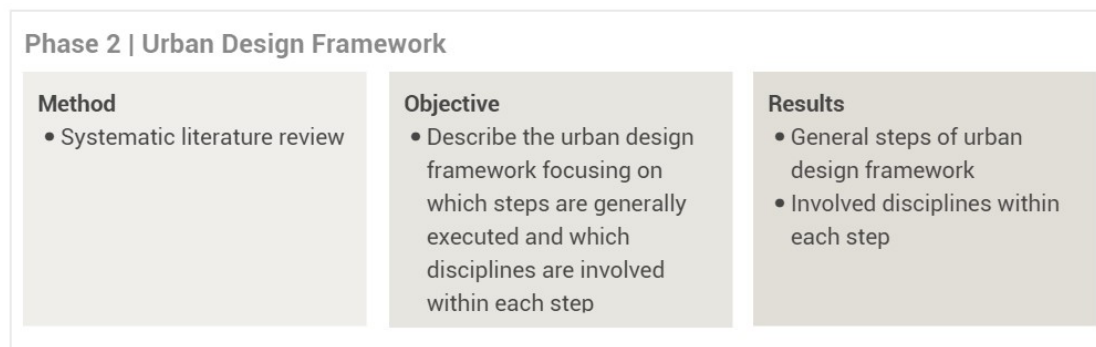 Phase 2 | Urban Design Framework
Method
• Systematic literature review
Objective
• Describe the urban design
framework focusing on
which steps are generally
executed and which
disciplines are involved
within each step
Results
• General steps of urban
design framework
• Involved disciplines within
each step